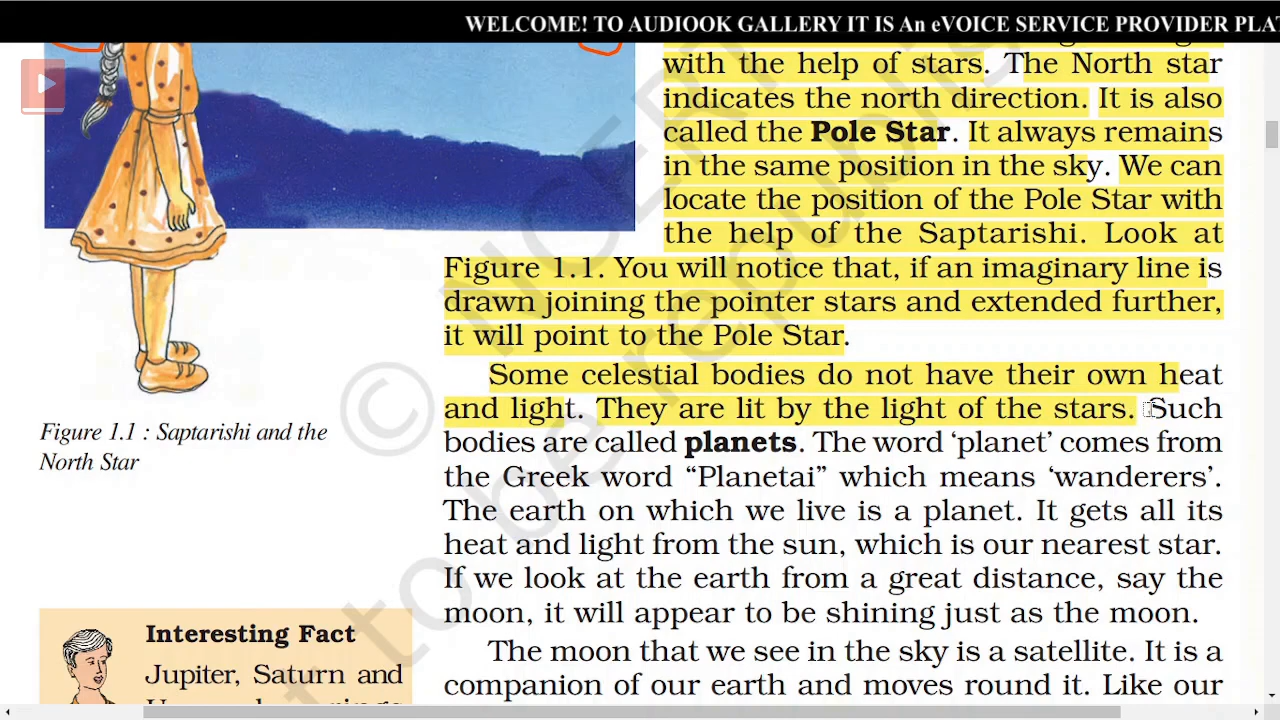 WELCOME! TO AUDIOOK GALLERY IT IS An eVOICE SERVICE PROVIDER PLA
with the help of stars. The North star
indicates the north direction. It is also
called the Pole Star. It always remains
in the same position in the sky. We can
locate the position of the Pole Star with
the help of the Saptarishi. Look at
Figure 1.1. You will notice that, if an imaginary line is
drawn joining the pointer stars and extended further,
it will point to the Pole Star.
Some celestial bodies do not have their own heat
and light. They are lit by the light of the stars. Such
bodies are called planets. The word ‘planet’ comes from
the Greek word “Planetai” which means ‘wanderers’.
The earth on which we live is a planet. It gets all its
heat and light from the sun, which is our nearest star.
If we look at the earth from a great distance, say the
moon, it will appear to be shining just as the moon.
The moon that we see in the sky is a satellite. It is a
companion of our earth and moves round it. Like our
Figure 1.1 : Saptarishi and the
North Star
Interesting Fact
Jupiter, Saturn and
© NCERT
to be republis